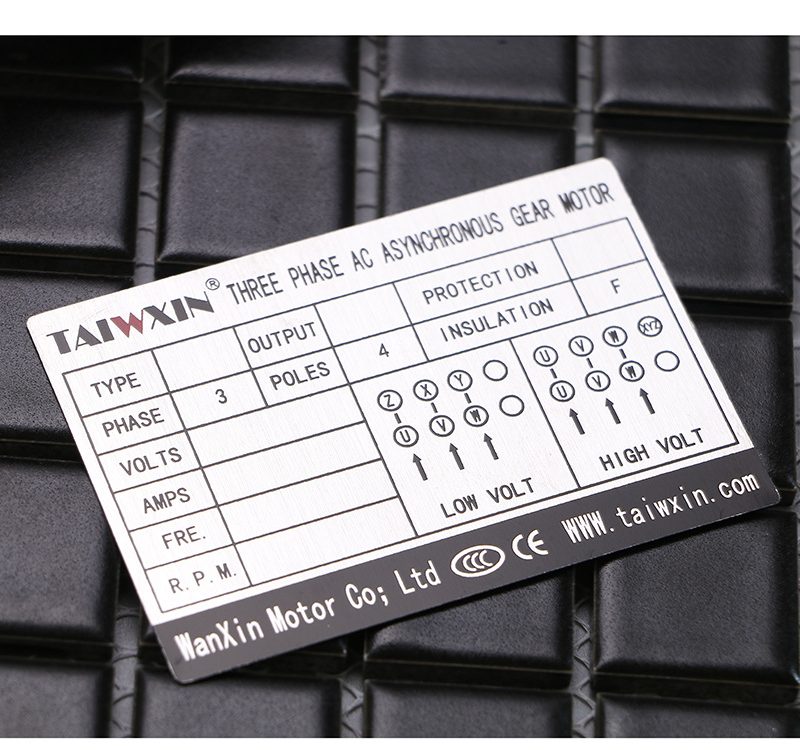 TAIWXIN® THREE PHASE AC ASYNCHRONOUS GEAR MOTOR
TYPE OUTPUT PROTECTION
PHASE 3 POLES 4 INSULATION F
VOLTS
AMPS
FRE.
R.P.M.
Z X Y
U V W
LOW VOLT
U V W XYZ
U V W
HIGH VOLT
WanXin Motor Co; Ltd CCC CE WWW.taiwxin.com